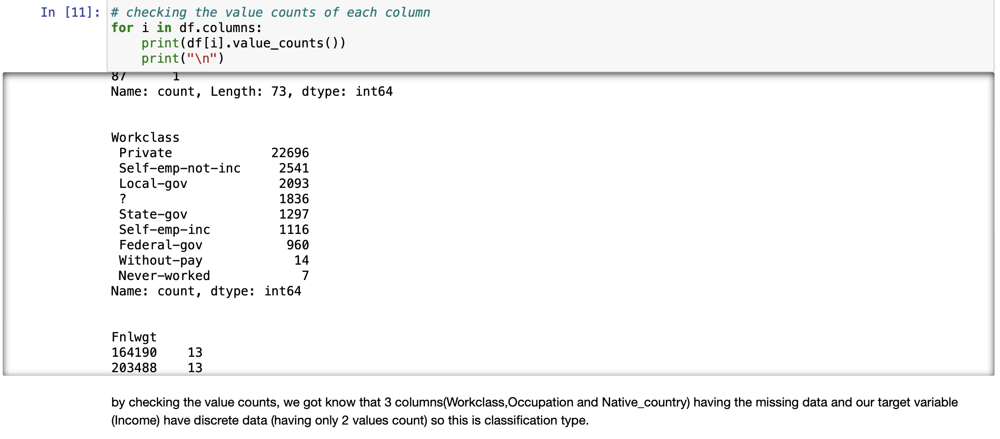 In [11]: # checking the value counts of each column
for i in df.columns:
    print(df[i].value_counts())
    print("\n")
87      1
Name: count, Length: 73, dtype: int64
Workclass
 Private             22696
 Self-emp-not-inc     2541
 Local-gov            2093
 ?                    1836
 State-gov            1297
 Self-emp-inc         1116
 Federal-gov           960
 Without-pay            14
 Never-worked            7
Name: count, dtype: int64
Fnlwgt
164190    13
203488    13
by checking the value counts, we got know that 3 columns(Workclass,Occupation and Native_country) having the missing data and our target variable
(Income) have discrete data (having only 2 values count) so this is classification type.